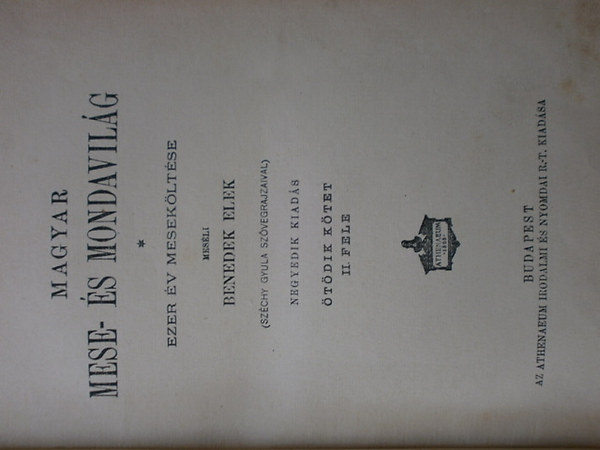 MAGYAR
MESE- ÉS MONDAVILÁG
*
EZER ÉV MESEKÖLTÉSE
MESÉLI
BENEDEK ELEK
(SZÉCHY GYULA SZÖVEGRAJZAIVAL)
NEGYEDIK KIADÁS
ÖTÖDIK KÖTET
II. FELE
ATHENAEUM
BUDAPEST
AZ ATHENAEUM IRODALMI ÉS NYOMDAI R.-T. KIADÁSA